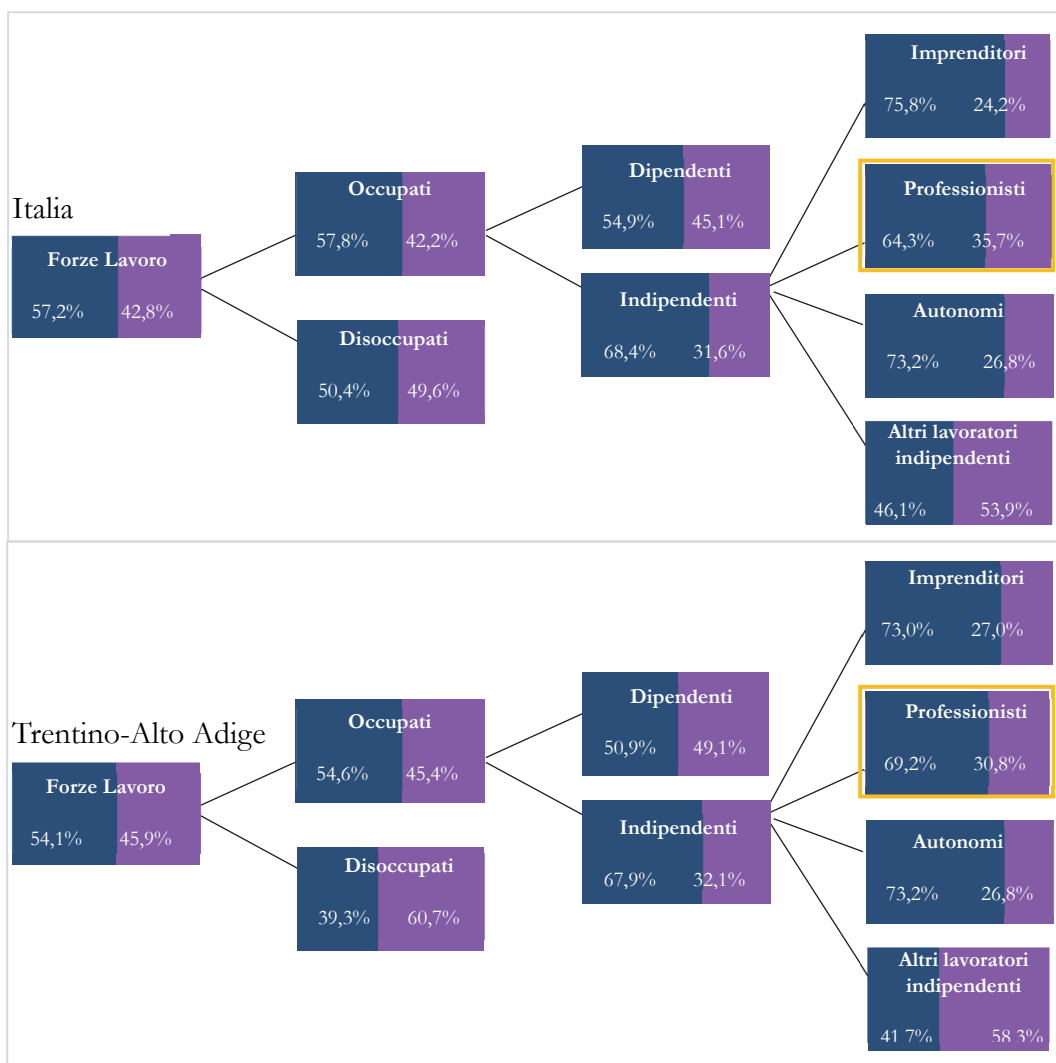 Italia
Forze Lavoro
57,2% 42,8%
Occupati
57,8% 42,2%
Disoccupati
50,4% 49,6%
Dipendenti
54,9% 45,1%
Indipendenti
68,4% 31,6%
Imprenditori
75,8% 24,2%
Professionisti
64,3% 35,7%
Autonomi
73,2% 26,8%
Altri lavoratori
indipendenti
46,1% 53,9%
Trentino-Alto Adige
Forze Lavoro
54,1% 45,9%
Occupati
54,6% 45,4%
Disoccupati
39,3% 60,7%
Dipendenti
50,9% 49,1%
Indipendenti
67,9% 32,1%
Imprenditori
73,0% 27,0%
Professionisti
69,2% 30,8%
Autonomi
73,2% 26,8%
Altri lavoratori
indipendenti
41,7% 58,3%